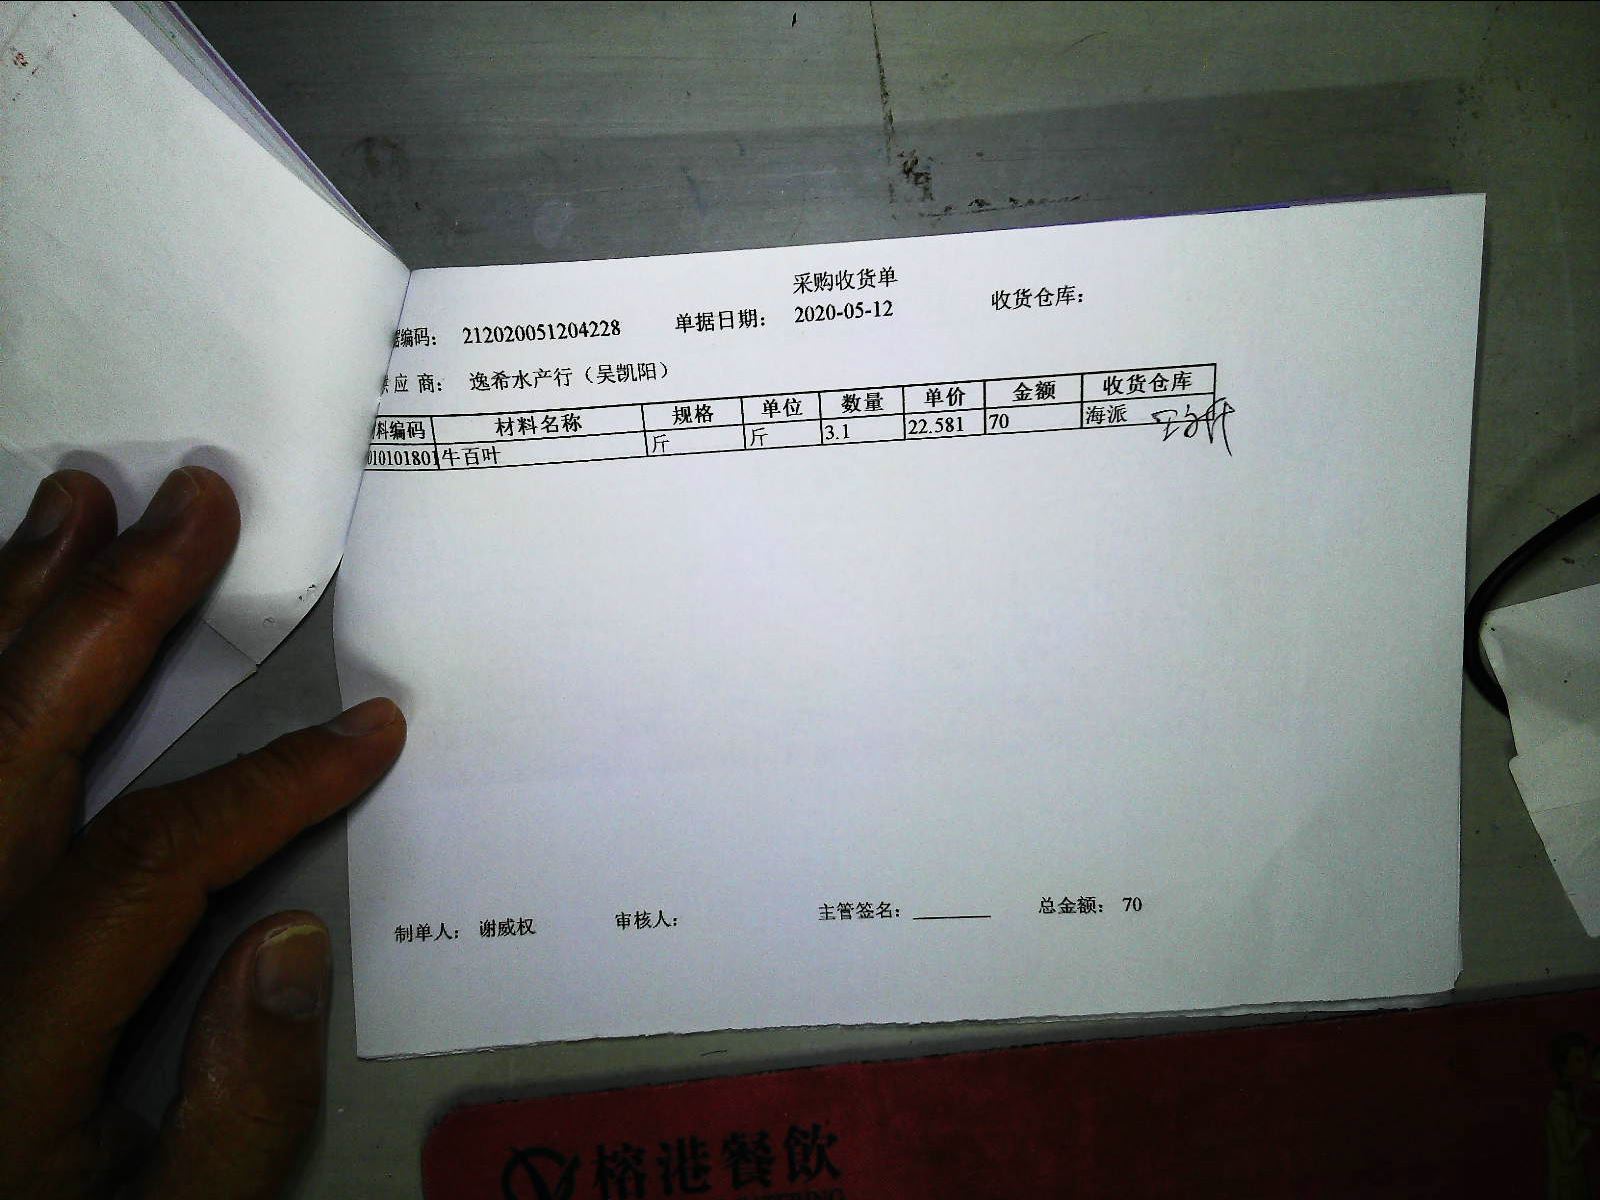 采购收货单
据编码： 212020051204228 单据日期： 2020-05-12 收货仓库：
供应商： 逸希水产行（吴凯阳）
材料编码 材料名称 规格 单位 数量 单价 金额 收货仓库
010101801 牛百叶 斤 斤 3.1 22.581 70 海派
制单人： 谢威权 审核人： 主管签名： ______ 总金额： 70
榕港餐飲